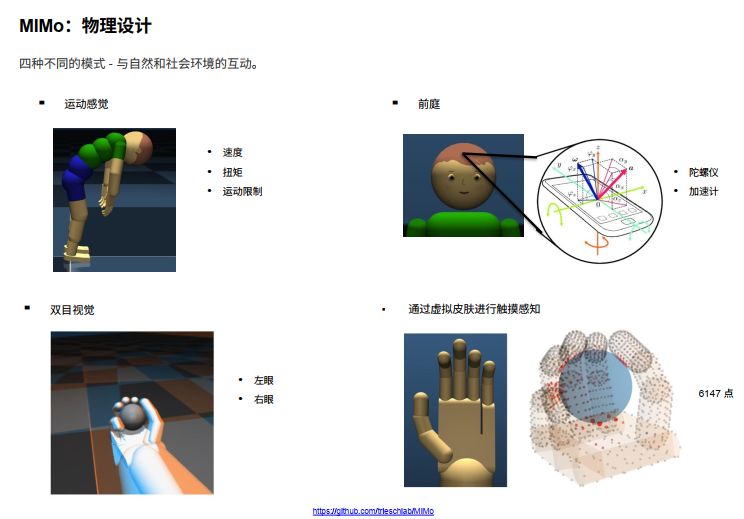 MIMo：物理设计
四种不同的模式 - 与自然和社会环境的互动。
运动感觉
速度
扭矩
运动限制
前庭
陀螺仪
加速计
双目视觉
左眼
右眼
通过虚拟皮肤进行触摸感知
6147 点
https://github.com/trieschlab/MIMo